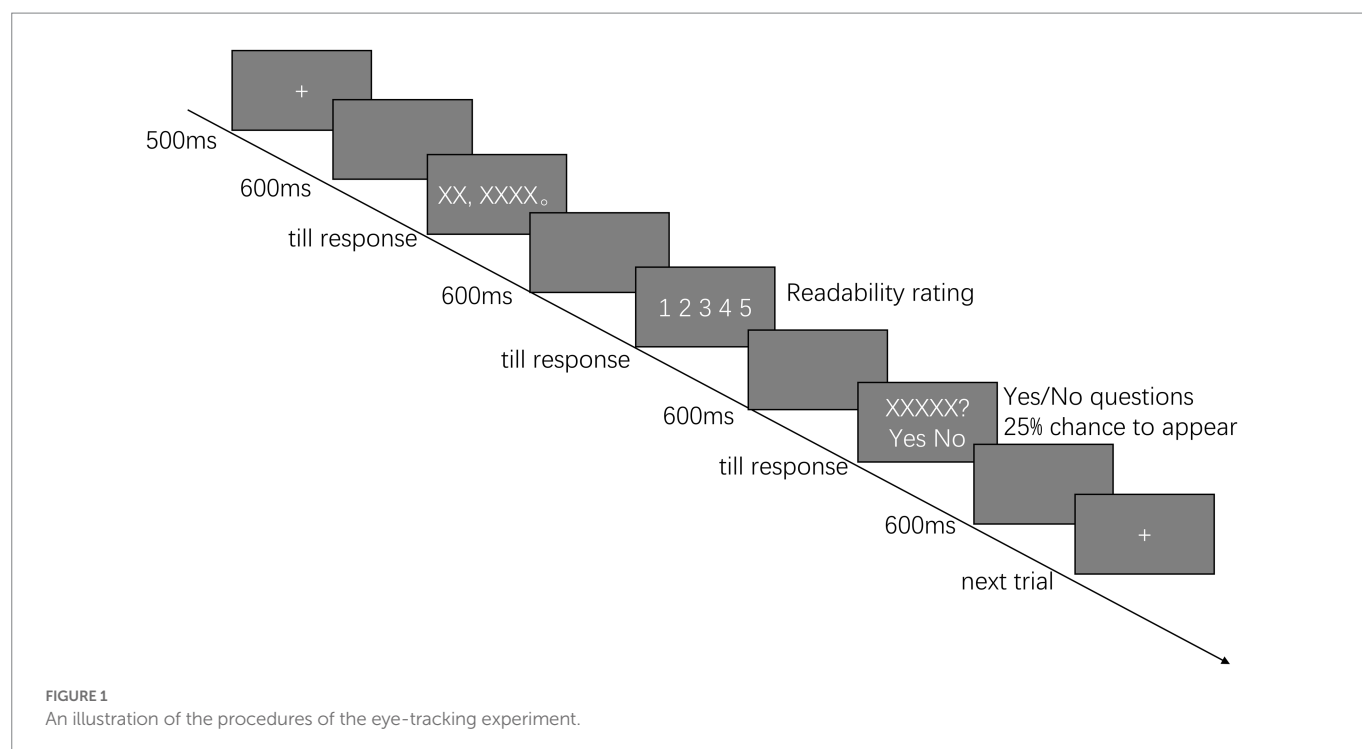 +
500ms
600ms
XX, XXXX。
till response
600ms
1 2 3 4 5
Readability rating
till response
600ms
XXXXX?
Yes No
Yes/No questions
25% chance to appear
till response
600ms
+
next trial
FIGURE 1
An illustration of the procedures of the eye-tracking experiment.